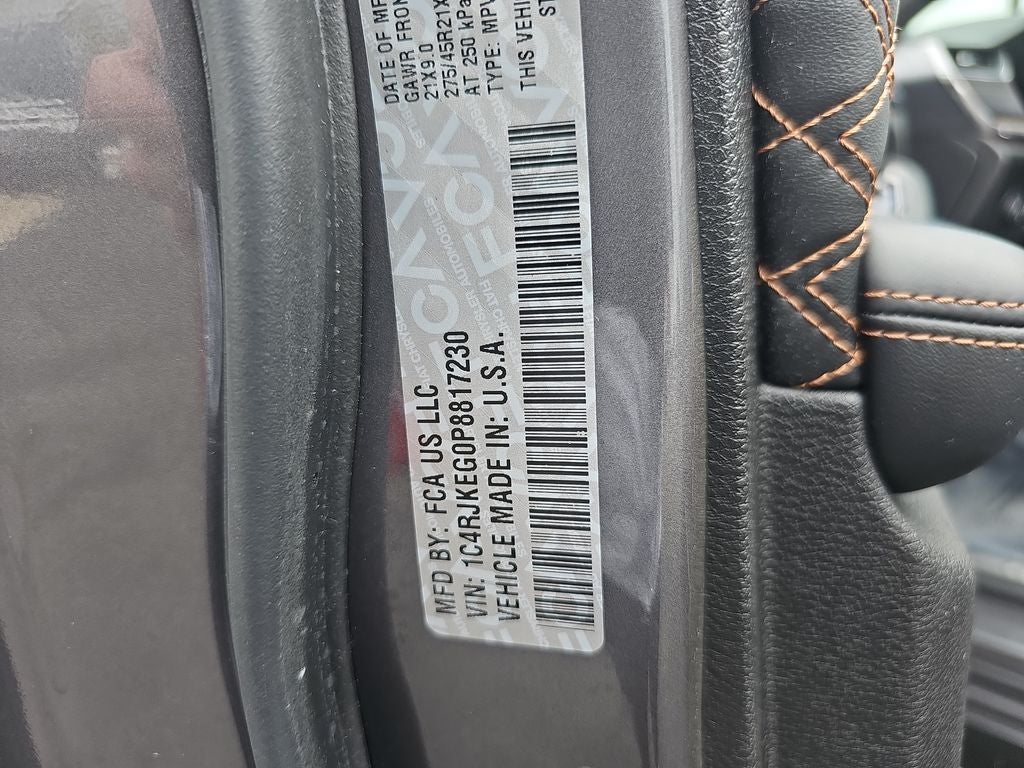 MFD BY: FCA US LLC
DATE OF MF
GAWR FRON
VIN: 1C4RJKEG0P8817230
21X9.0
275/45R21X
VEHICLE MADE IN: U.S.A.
AT 250 kPa
TYPE: MPV
THIS VEHI
ST